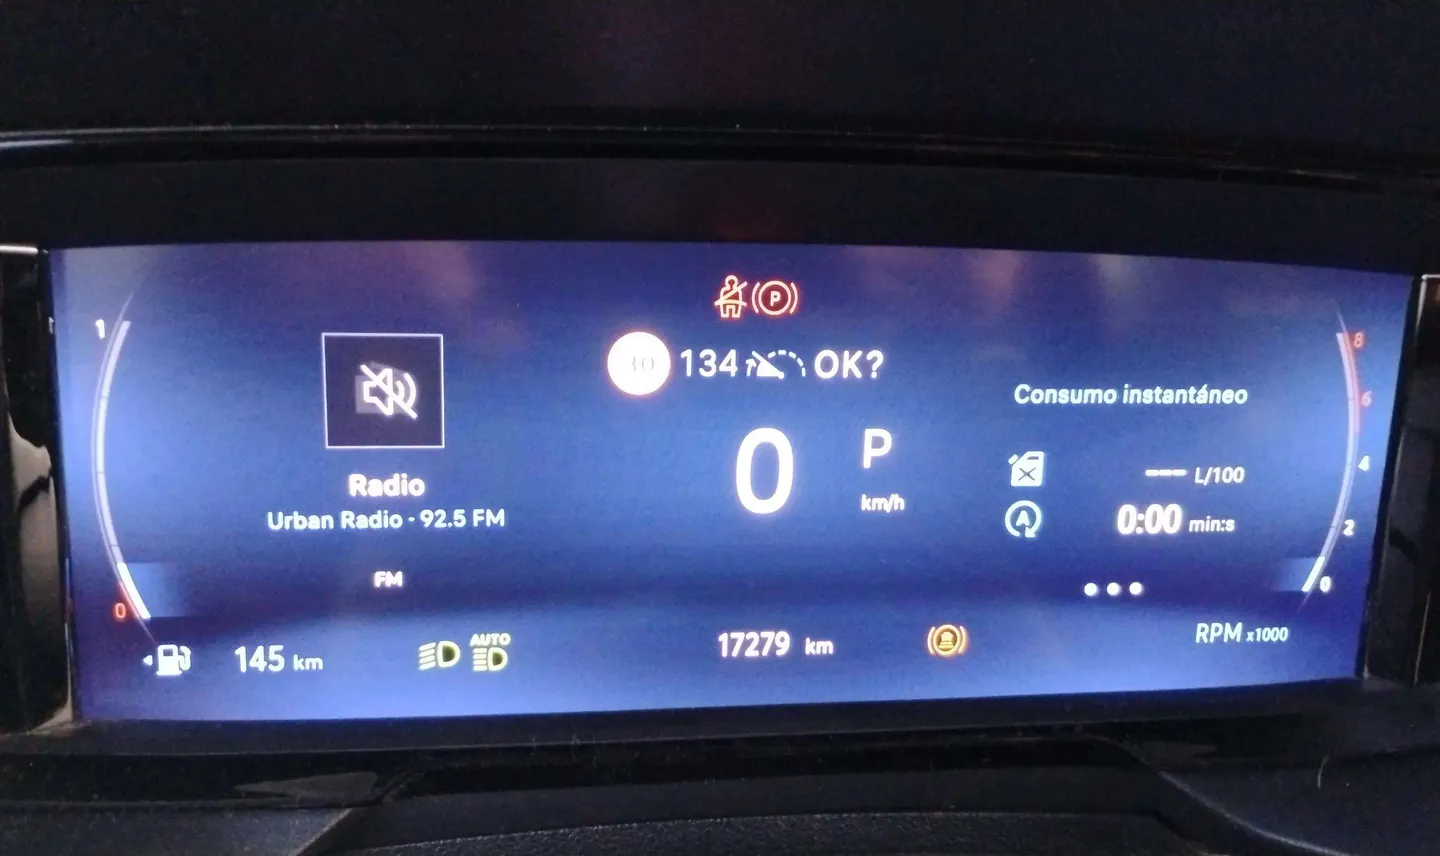 1
8
6
4
2
0
30 134 OK?
Consumo instantáneo
0 P
km/h
--- L/100
A
0:00 min:s
Radio
Urban Radio · 92.5 FM
FM
0
P
145 km
AUTO
17279 km
RPM x1000